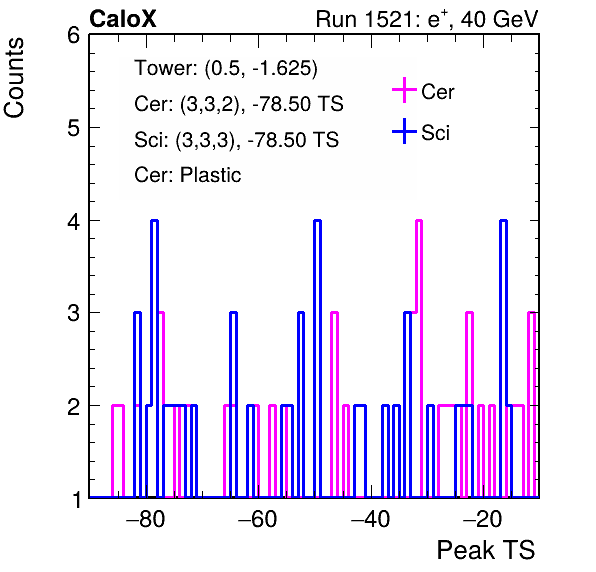 CaloX Run 1521: e⁺, 40 GeV
Counts
6
Tower: (0.5, -1.625)
Cer: (3,3,2), -78.50 TS
Sci: (3,3,3), -78.50 TS
Cer: Plastic
Cer
Sci
5
4
3
2
1
−80 −60 −40 −20
Peak TS